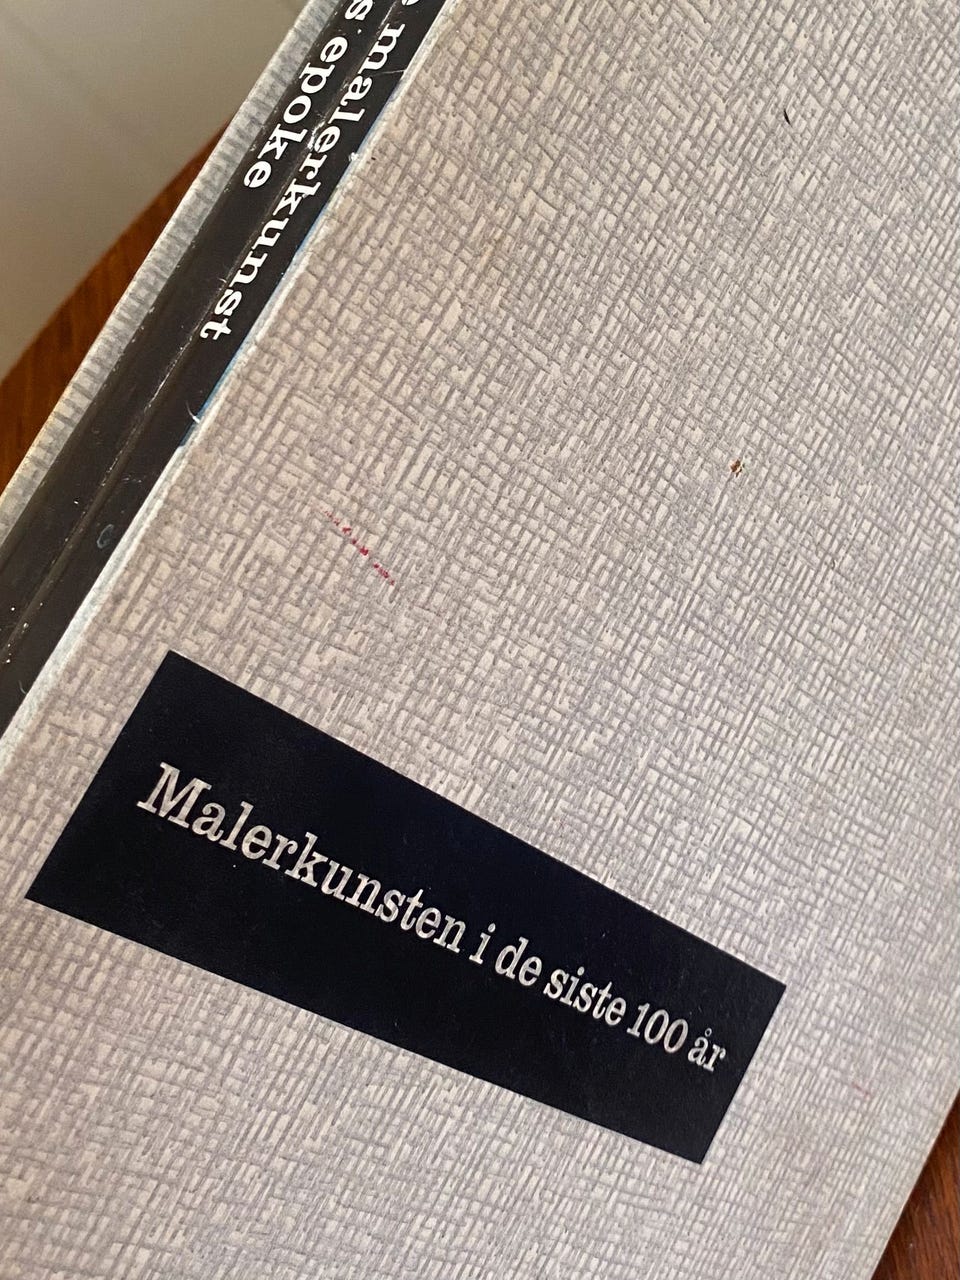 malerkunst
epoke
Malerkunsten i de siste 100 år